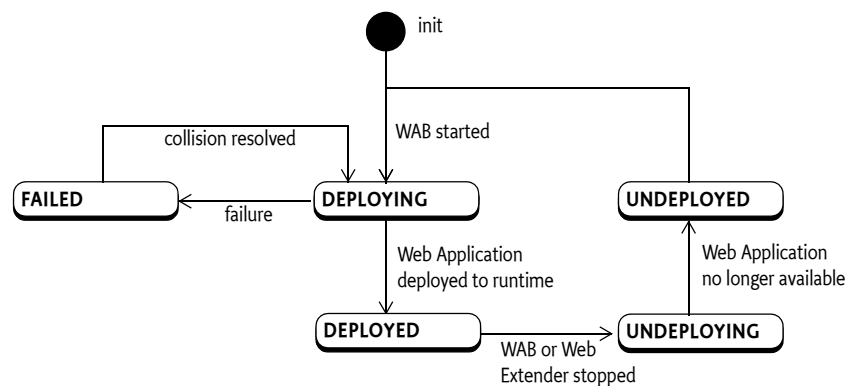 init
WAB started
collision resolved
FAILED
DEPLOYING
UNDEPLOYED
failure
Web Application
deployed to runtime
Web Application
no longer available
DEPLOYED
UNDEPLOYING
WAB or Web
Extender stopped